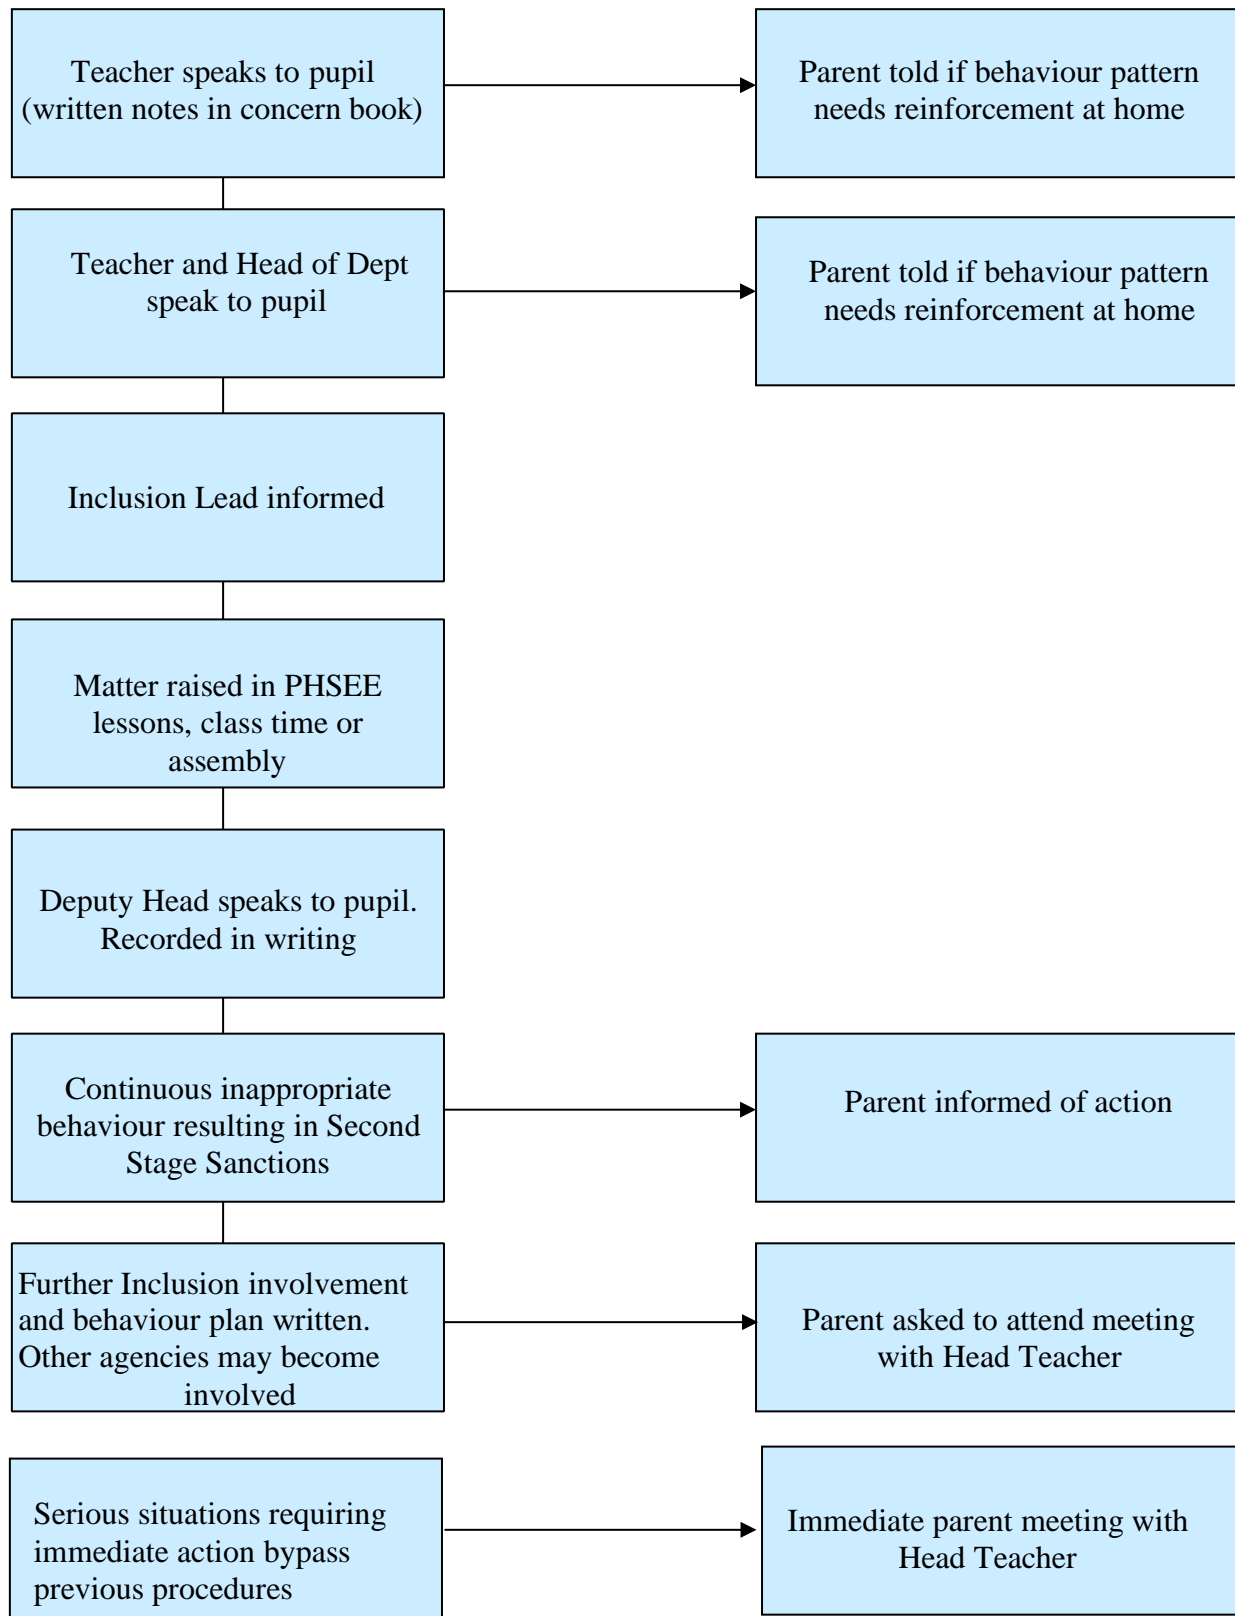 Teacher speaks to pupil
(written notes in concern book)
Parent told if behaviour pattern
needs reinforcement at home
Teacher and Head of Dept
speak to pupil
Parent told if behaviour pattern
needs reinforcement at home
Inclusion Lead informed
Matter raised in PHSEE
lessons, class time or
assembly
Deputy Head speaks to pupil.
Recorded in writing
Continuous inappropriate
behaviour resulting in Second
Stage Sanctions
Parent informed of action
Further Inclusion involvement
and behaviour plan written.
Other agencies may become
involved
Parent asked to attend meeting
with Head Teacher
Serious situations requiring
immediate action bypass
previous procedures
Immediate parent meeting with
Head Teacher